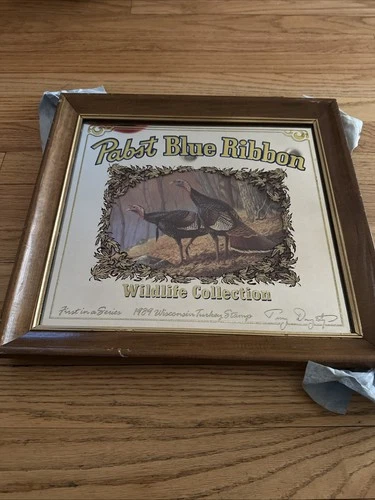 Pabst Blue Ribbon
Wildlife Collection
First in a Series 1989 Wisconsin Turkey Stamp